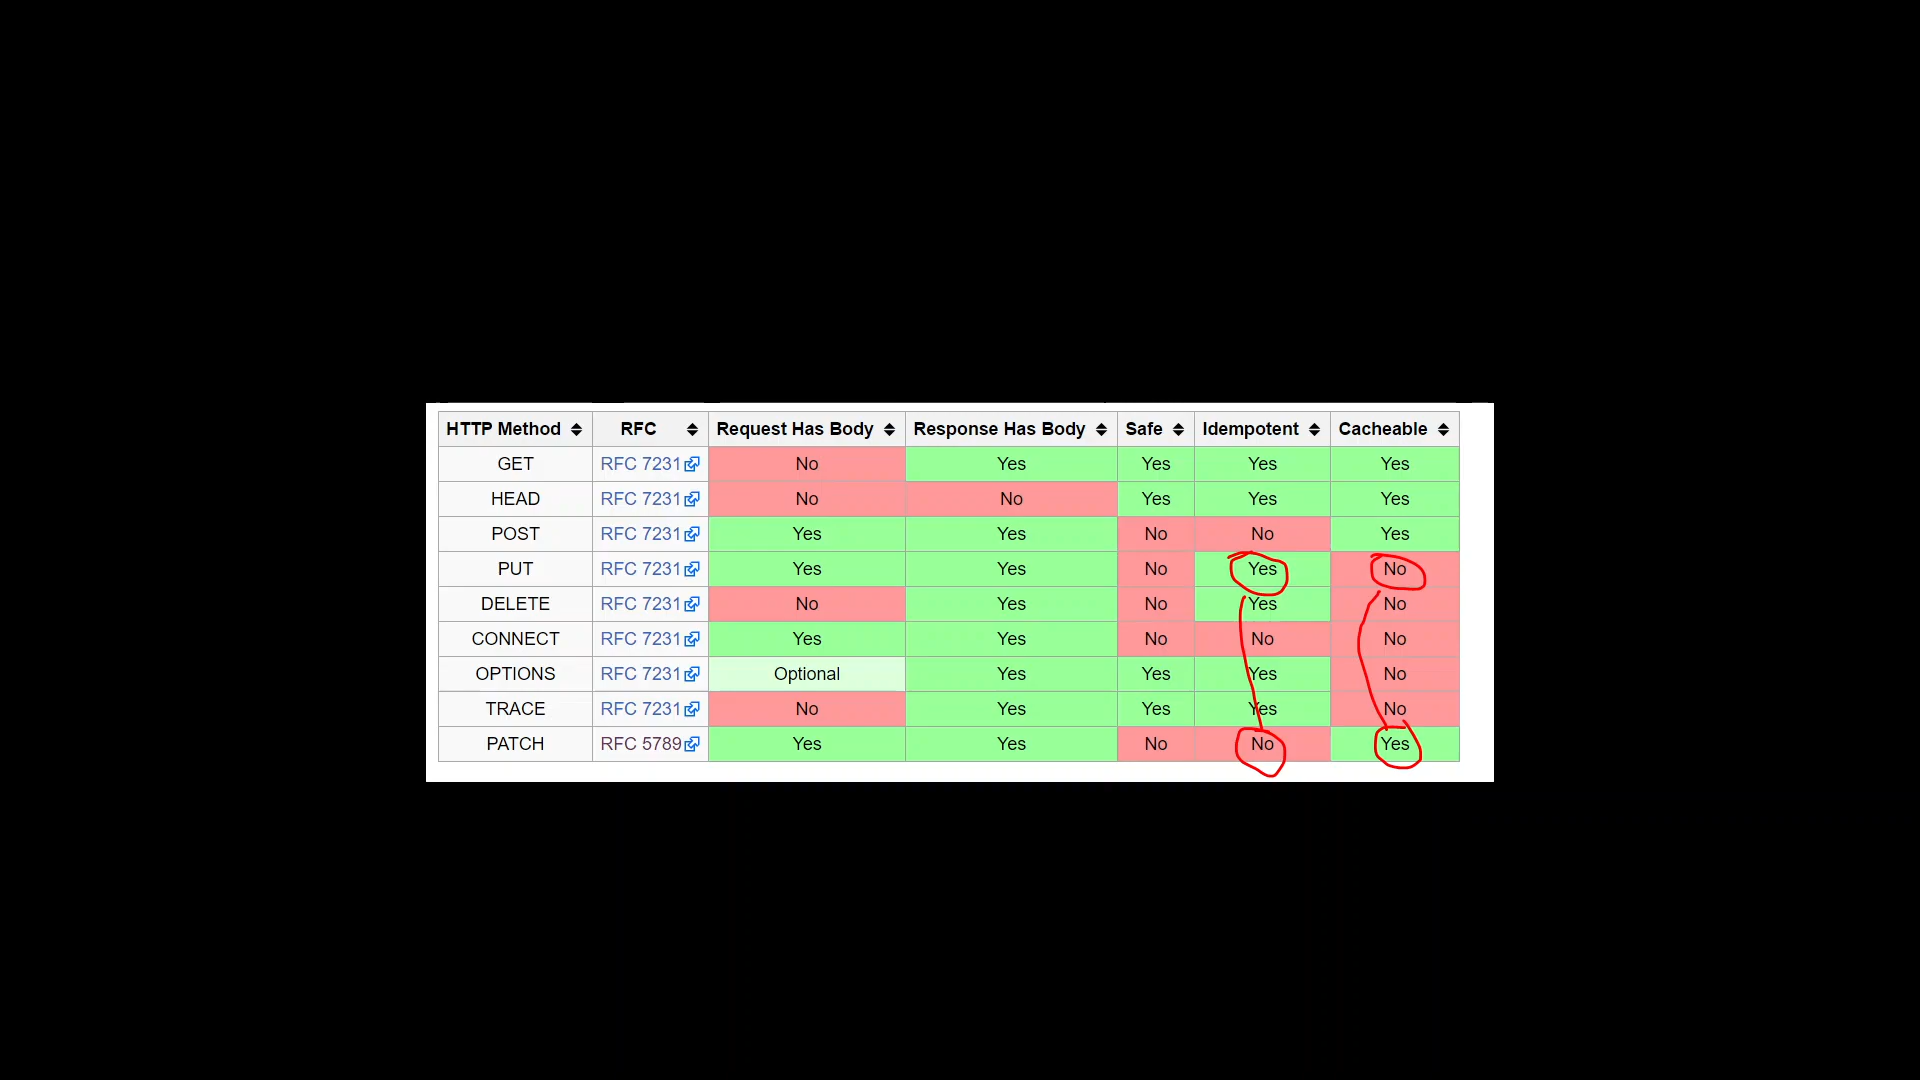 HTTP Method RFC Request Has Body Response Has Body Safe Idempotent Cacheable
GET RFC 7231 No Yes Yes Yes Yes
HEAD RFC 7231 No No Yes Yes Yes
POST RFC 7231 Yes Yes No No Yes
PUT RFC 7231 Yes Yes No Yes No
DELETE RFC 7231 No Yes No Yes No
CONNECT RFC 7231 Yes Yes No No No
OPTIONS RFC 7231 Optional Yes Yes Yes No
TRACE RFC 7231 No Yes Yes Yes No
PATCH RFC 5789 Yes Yes No No Yes